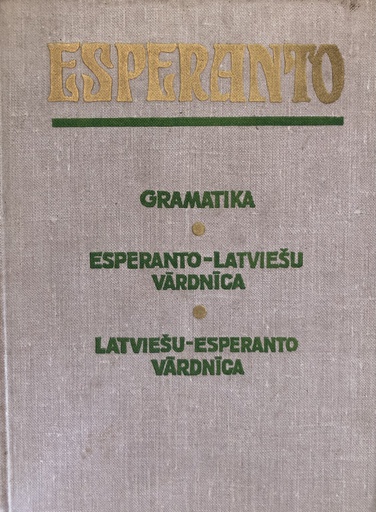 ESPERANTO
GRAMATIKA
ESPERANTO-LATVIEŠU
VĀRDNĪCA
LATVIEŠU-ESPERANTO
VĀRDNĪCA